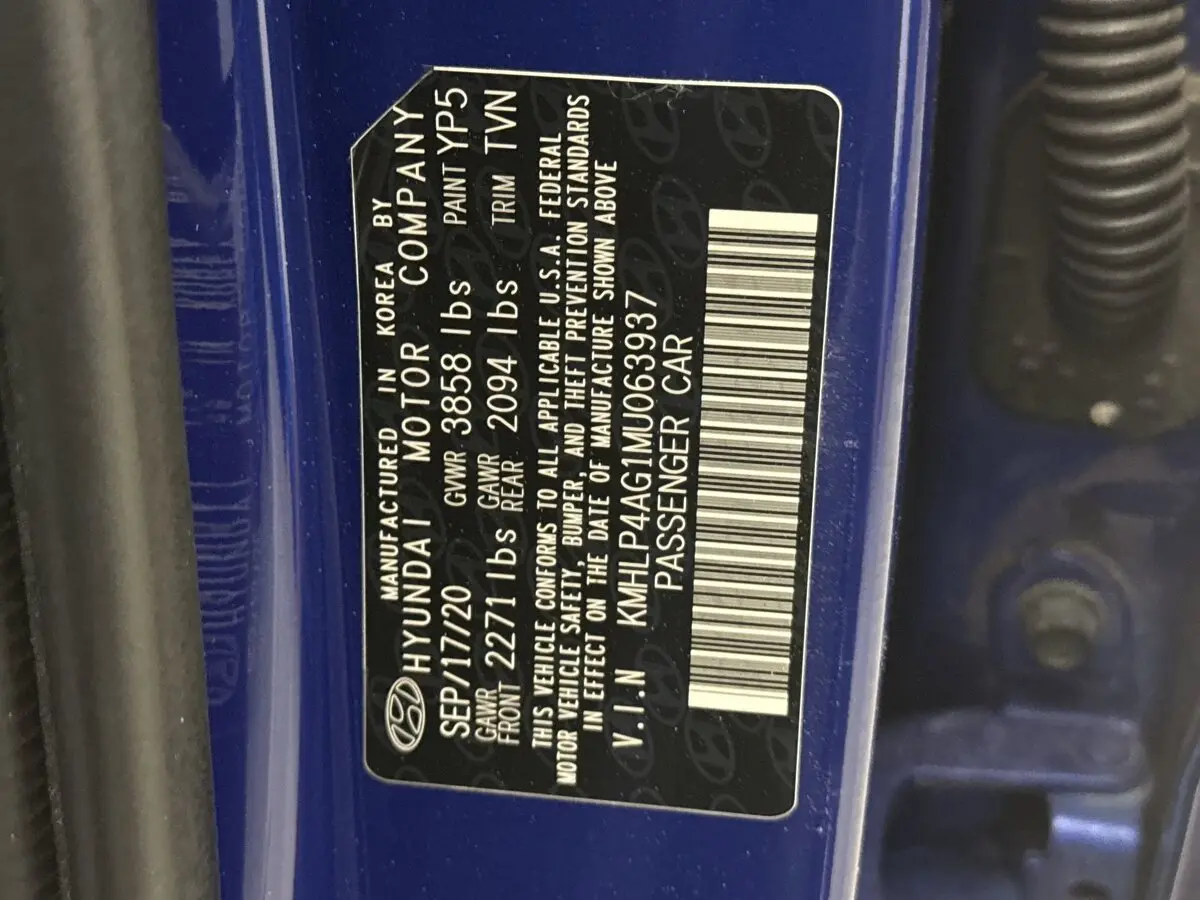 MANUFACTURED IN KOREA BY
HYUNDAI MOTOR COMPANY
SEP/17/20 GVWR 3858 lbs PAINT YP5
GAWR FRONT 2271 lbs GAWR REAR 2094 lbs TRIM TVN
THIS VEHICLE CONFORMS TO ALL APPLICABLE U.S.A. FEDERAL
MOTOR VEHICLE SAFETY, BUMPER, AND THEFT PREVENTION STANDARDS
IN EFFECT ON THE DATE OF MANUFACTURE SHOWN ABOVE
V.I.N KMHLP4AG1MU063937
PASSENGER CAR